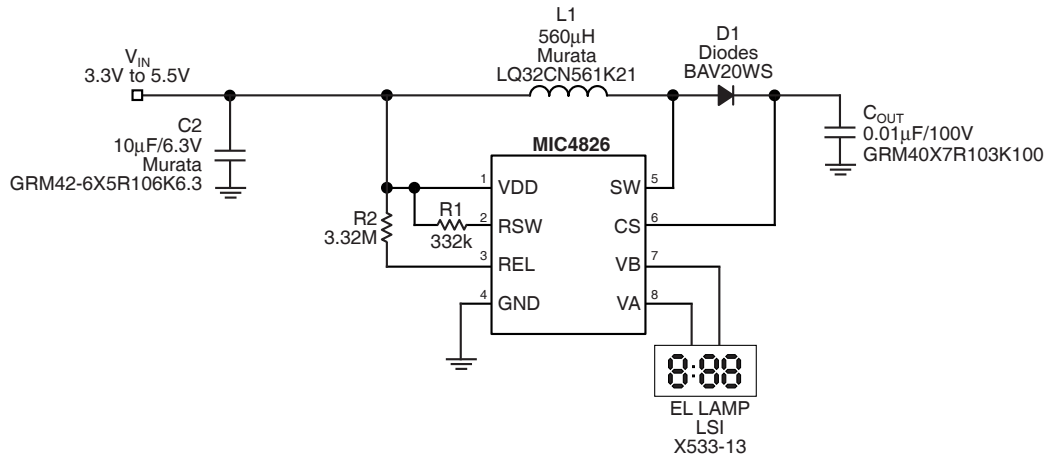 L1
560μH
Murata
LQ32CN561K21
D1
Diodes
BAV20WS
VIN
3.3V to 5.5V
C2
10μF/6.3V
Murata
GRM42-6X5R106K6.3
COUT
0.01μF/100V
GRM40X7R103K100
MIC4826
1 VDD
SW 5
R1
332k
2 RSW
CS 6
R2
3.32M
3 REL
VB 7
4 GND
VA 8
8:88
EL LAMP
LSI
X533-13